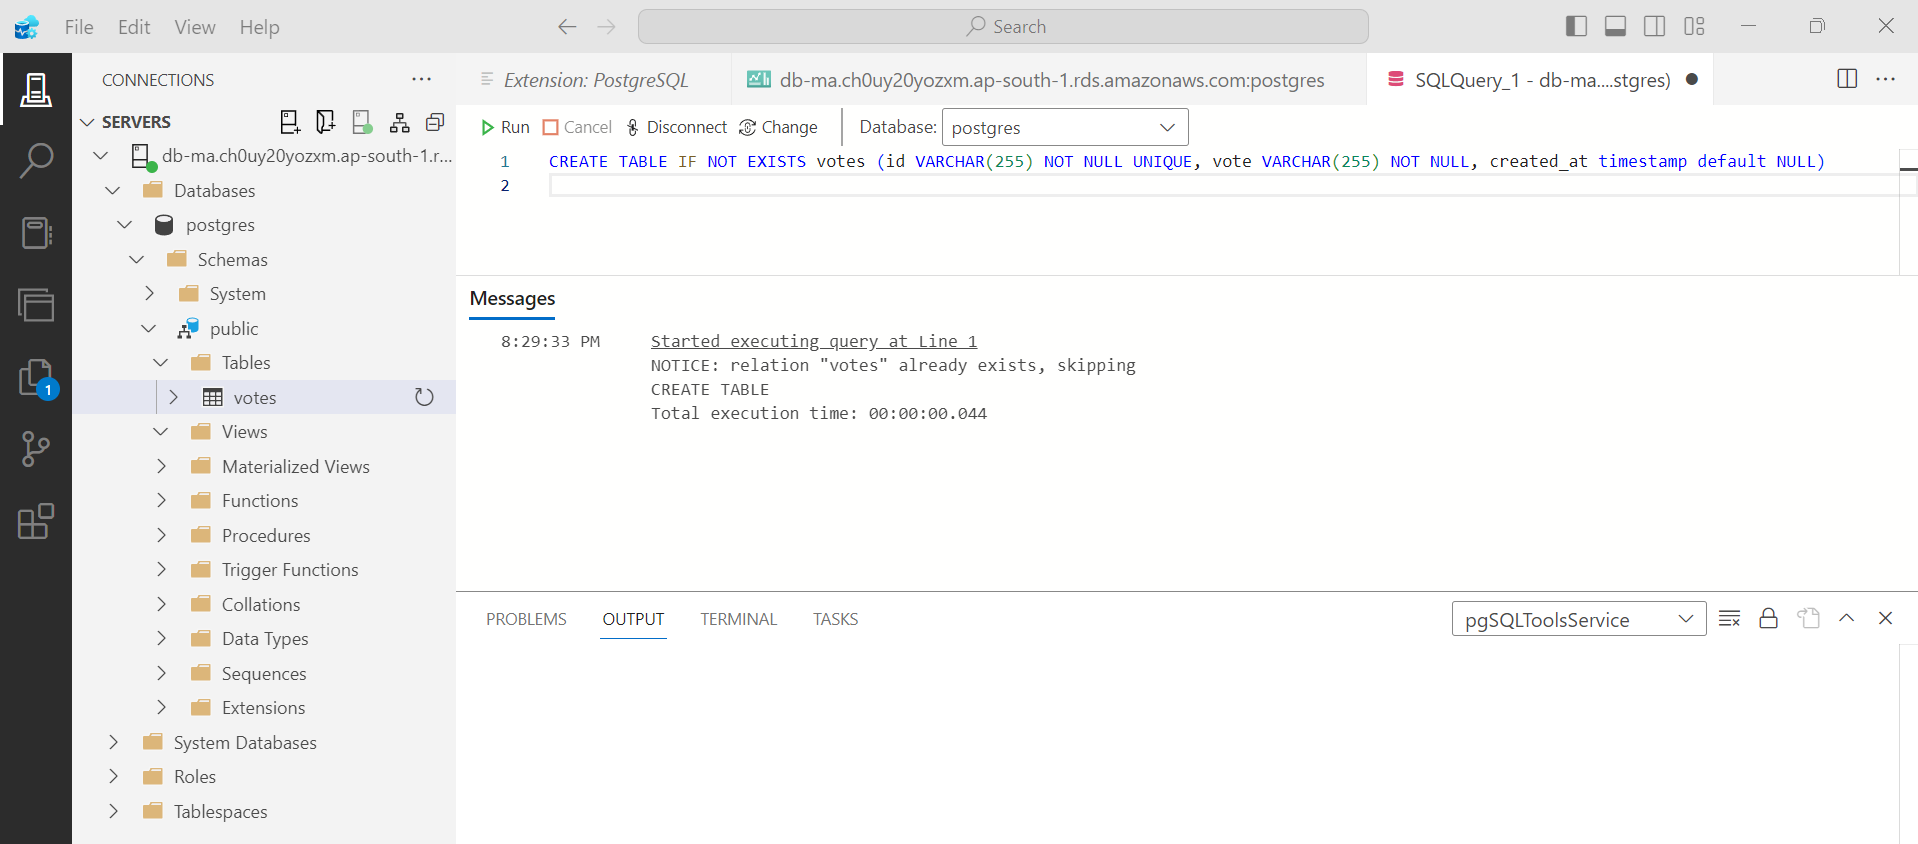 File Edit View Help
Search
CONNECTIONS
SERVERS
db-ma.ch0uy20yozxm.ap-south-1.r...
Databases
postgres
Schemas
System
public
Tables
votes
Views
Materialized Views
Functions
Procedures
Trigger Functions
Collations
Data Types
Sequences
Extensions
System Databases
Roles
Tablespaces
1
Extension: PostgreSQL
db-ma.ch0uy20yozxm.ap-south-1.rds.amazonaws.com:postgres
SQLQuery_1 - db-ma....stgres)
Run Cancel Disconnect Change Database: postgres
1 CREATE TABLE IF NOT EXISTS votes (id VARCHAR(255) NOT NULL UNIQUE, vote VARCHAR(255) NOT NULL, created_at timestamp default NULL)
2
Messages
8:29:33 PM Started executing query at Line 1
NOTICE: relation "votes" already exists, skipping
CREATE TABLE
Total execution time: 00:00:00.044
PROBLEMS OUTPUT TERMINAL TASKS
pgSQLToolsService